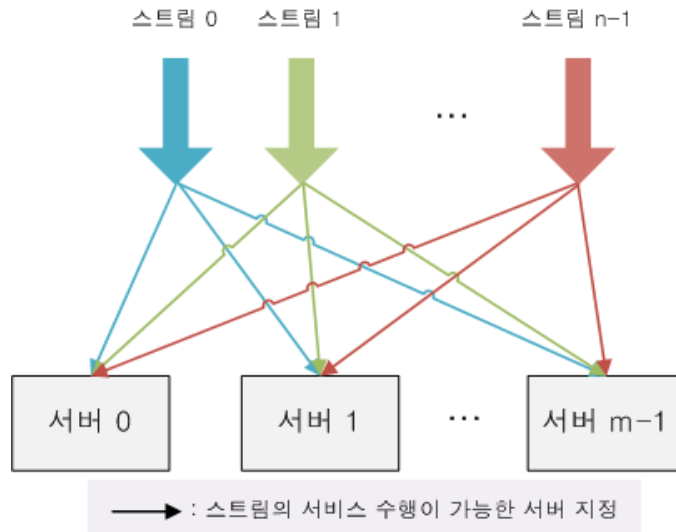 스트림 0 스트림 1 스트림 n-1
...
서버 0 서버 1 ... 서버 m-1
: 스트림의 서비스 수행이 가능한 서버 지정